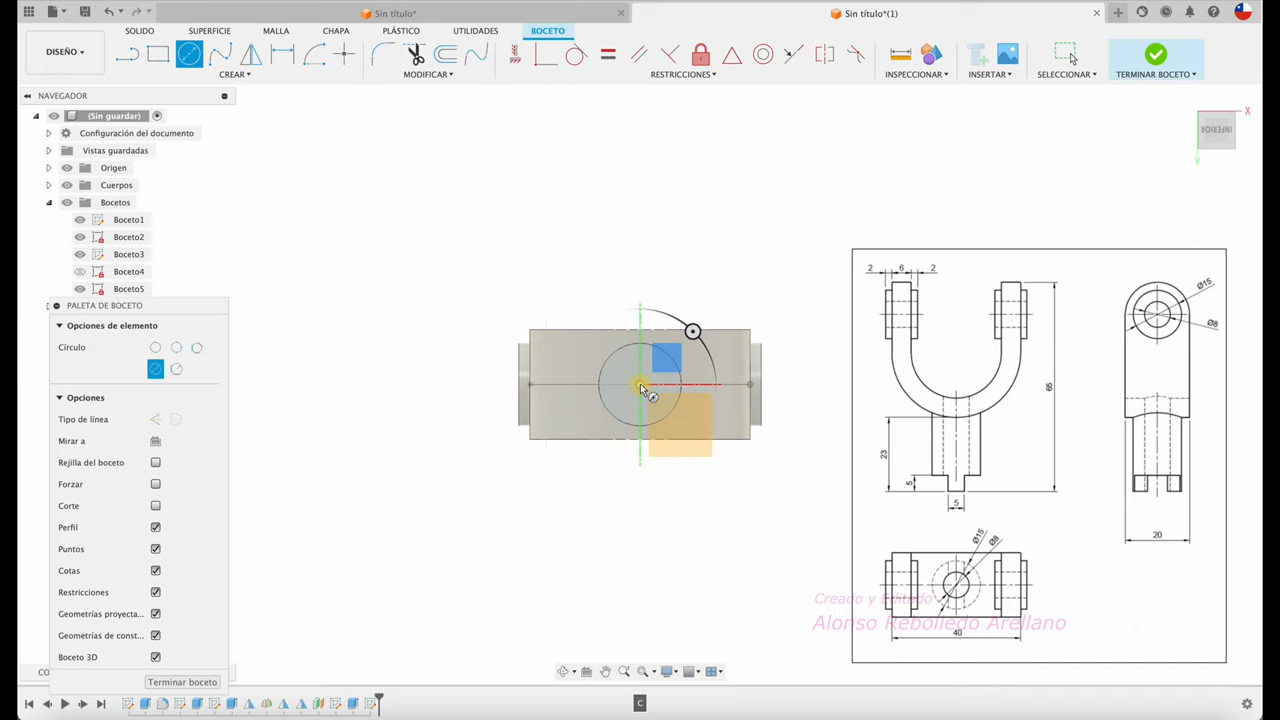 Sin título*
Sin título*(1)
DISEÑO
SOLIDO
SUPERFICIE
MALLA
CHAPA
PLÁSTICO
UTILIDADES
BOCETO
CREAR
MODIFICAR
RESTRICCIONES
INSPECCIONAR
INSERTAR
SELECCIONAR
TERMINAR BOCETO
NAVEGADOR
(Sin guardar)
Configuración del documento
Vistas guardadas
Origen
Cuerpos
Bocetos
Boceto1
Boceto2
Boceto3
Boceto4
Boceto5
PALETA DE BOCETO
Opciones de elemento
Círculo
Opciones
Tipo de línea
Mirar a
Rejilla del boceto
Forzar
Corte
Perfil
Puntos
Cotas
Restricciones
Geometrías proyecta...
Geometrías de const...
Boceto 3D
Terminar boceto
CO
X
INFERIOR
Y
2 6 2
Ø15
Ø8
65
23
5
5
20
Ø15
Ø8
40
Creado y Editado
Alonso Rebolledo Arellano
C